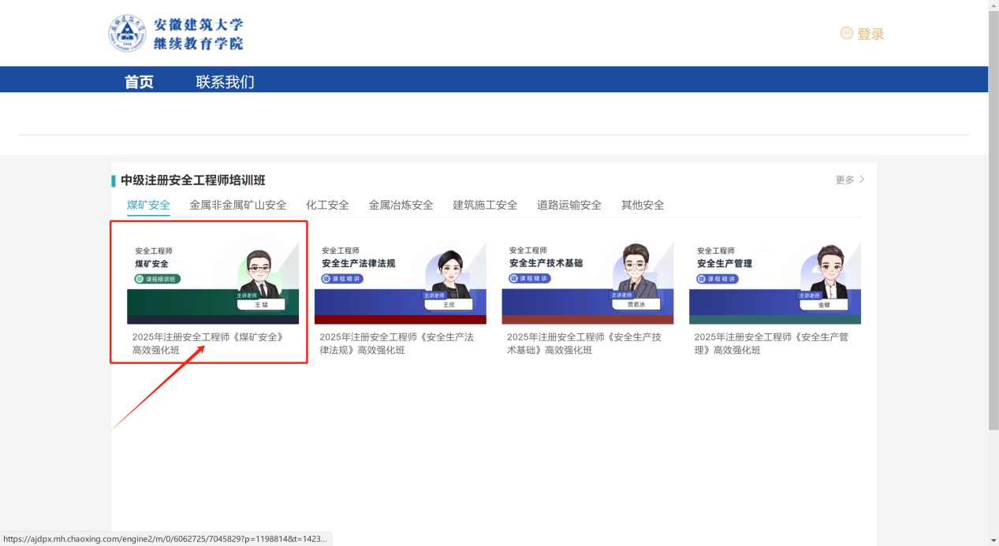 安徽建筑大学
继续教育学院
登录
首页 联系我们
中级注册安全工程师培训班
更多
煤矿安全 金属非金属矿山安全 化工安全 金属冶炼安全 建筑施工安全 道路运输安全 其他安全
安全工程师
煤矿安全
课程精讲班
主讲老师
王 猛
2025年注册安全工程师《煤矿安全》
高效强化班
安全工程师
安全生产法律法规
课程精讲
主讲老师
王欣
2025年注册安全工程师《安全生产法
律法规》高效强化班
安全工程师
安全生产技术基础
课程精讲
主讲老师
贾若冰
2025年注册安全工程师《安全生产技
术基础》高效强化班
安全工程师
安全生产管理
课程精讲
主讲老师
金楗
2025年注册安全工程师《安全生产管
理》高效强化班
https://ajdpx.mh.chaoxing.com/engine2/m/0/6062725/7045829?p=1198814&t=1423...